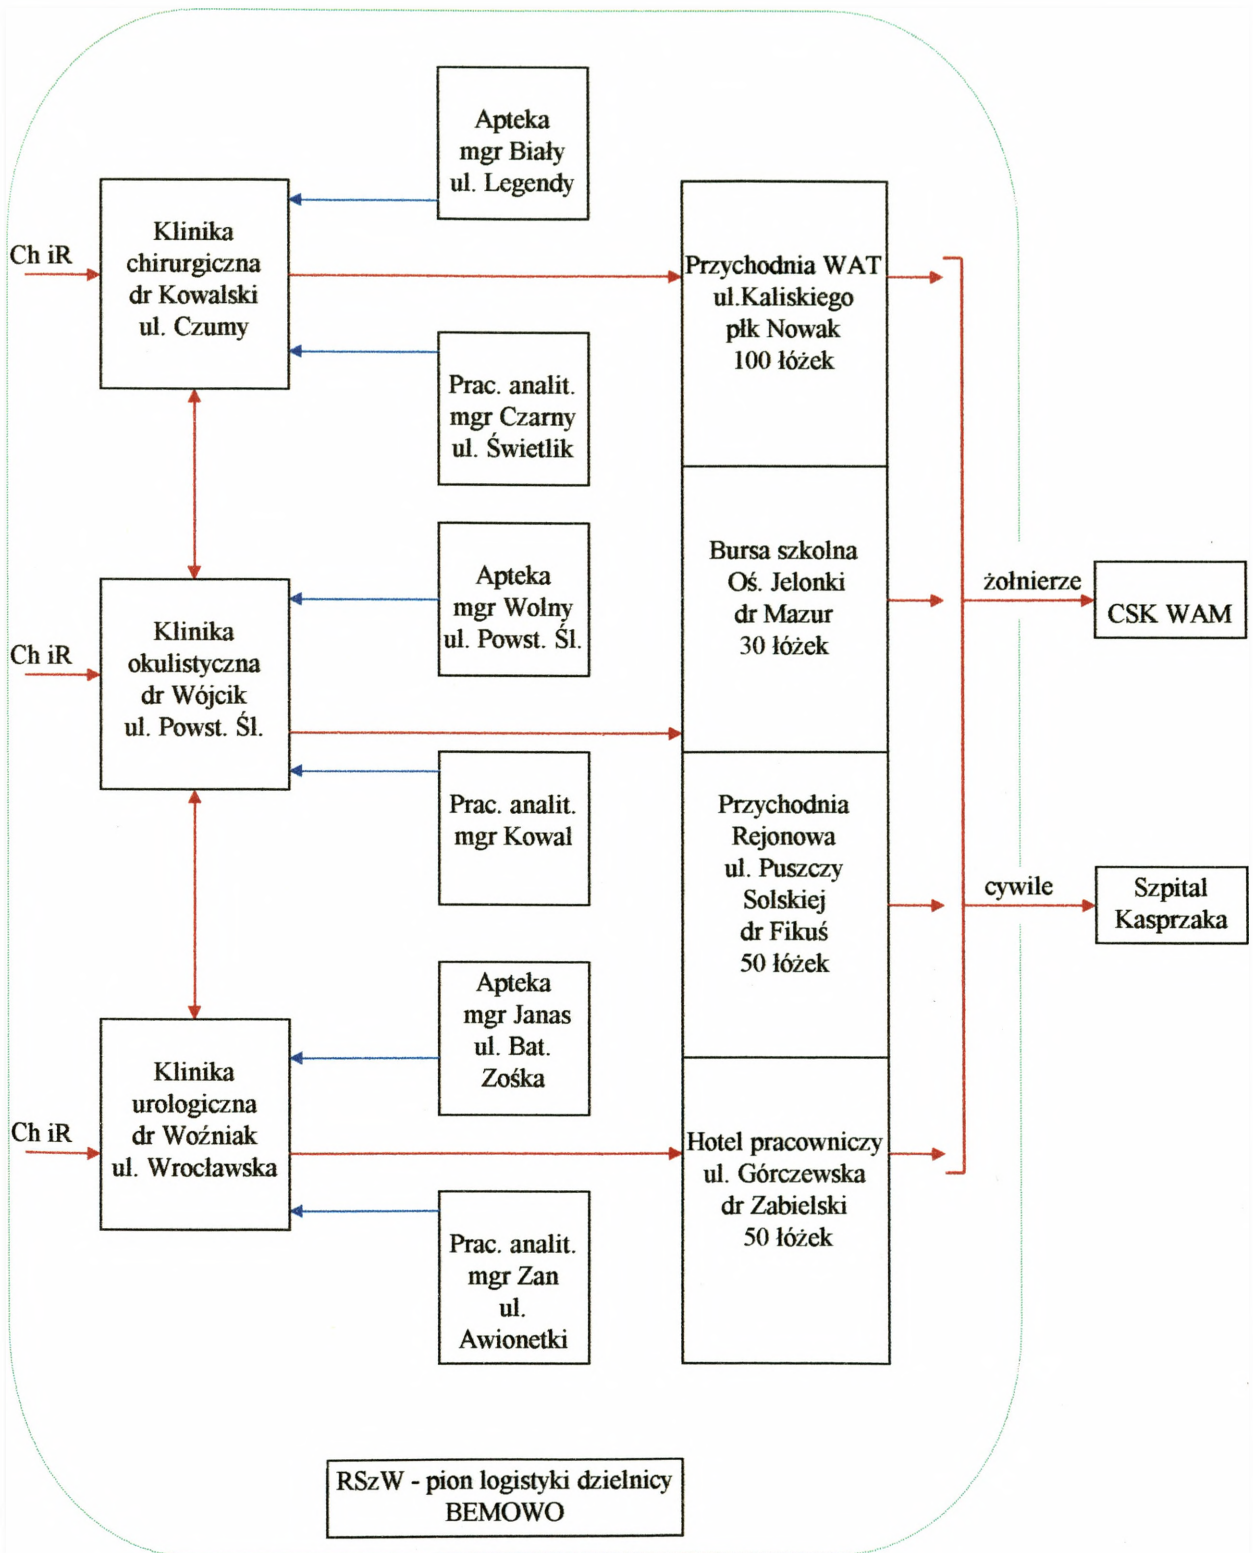 Apteka
mgr Biały
ul. Legendy
Ch iR
Klinika
chirurgiczna
dr Kowalski
ul. Czumy
Przychodnia WAT
ul.Kaliskiego
płk Nowak
100 łóżek
Prac. analit.
mgr Czarny
ul. Świetlik
Apteka
mgr Wolny
ul. Powst. Śl.
Bursa szkolna
Oś. Jelonki
dr Mazur
30 łóżek
żołnierze
CSK WAM
Ch iR
Klinika
okulistyczna
dr Wójcik
ul. Powst. Śl.
Prac. analit.
mgr Kowal
Przychodnia
Rejonowa
ul. Puszczy
Solskiej
dr Fikuś
50 łóżek
cywile
Szpital
Kasprzaka
Apteka
mgr Janas
ul. Bat.
Zośka
Ch iR
Klinika
urologiczna
dr Woźniak
ul. Wrocławska
Hotel pracowniczy
ul. Górczewska
dr Zabielski
50 łóżek
Prac. analit.
mgr Zan
ul.
Awionetki
RSzW - pion logistyki dzielnicy
BEMOWO